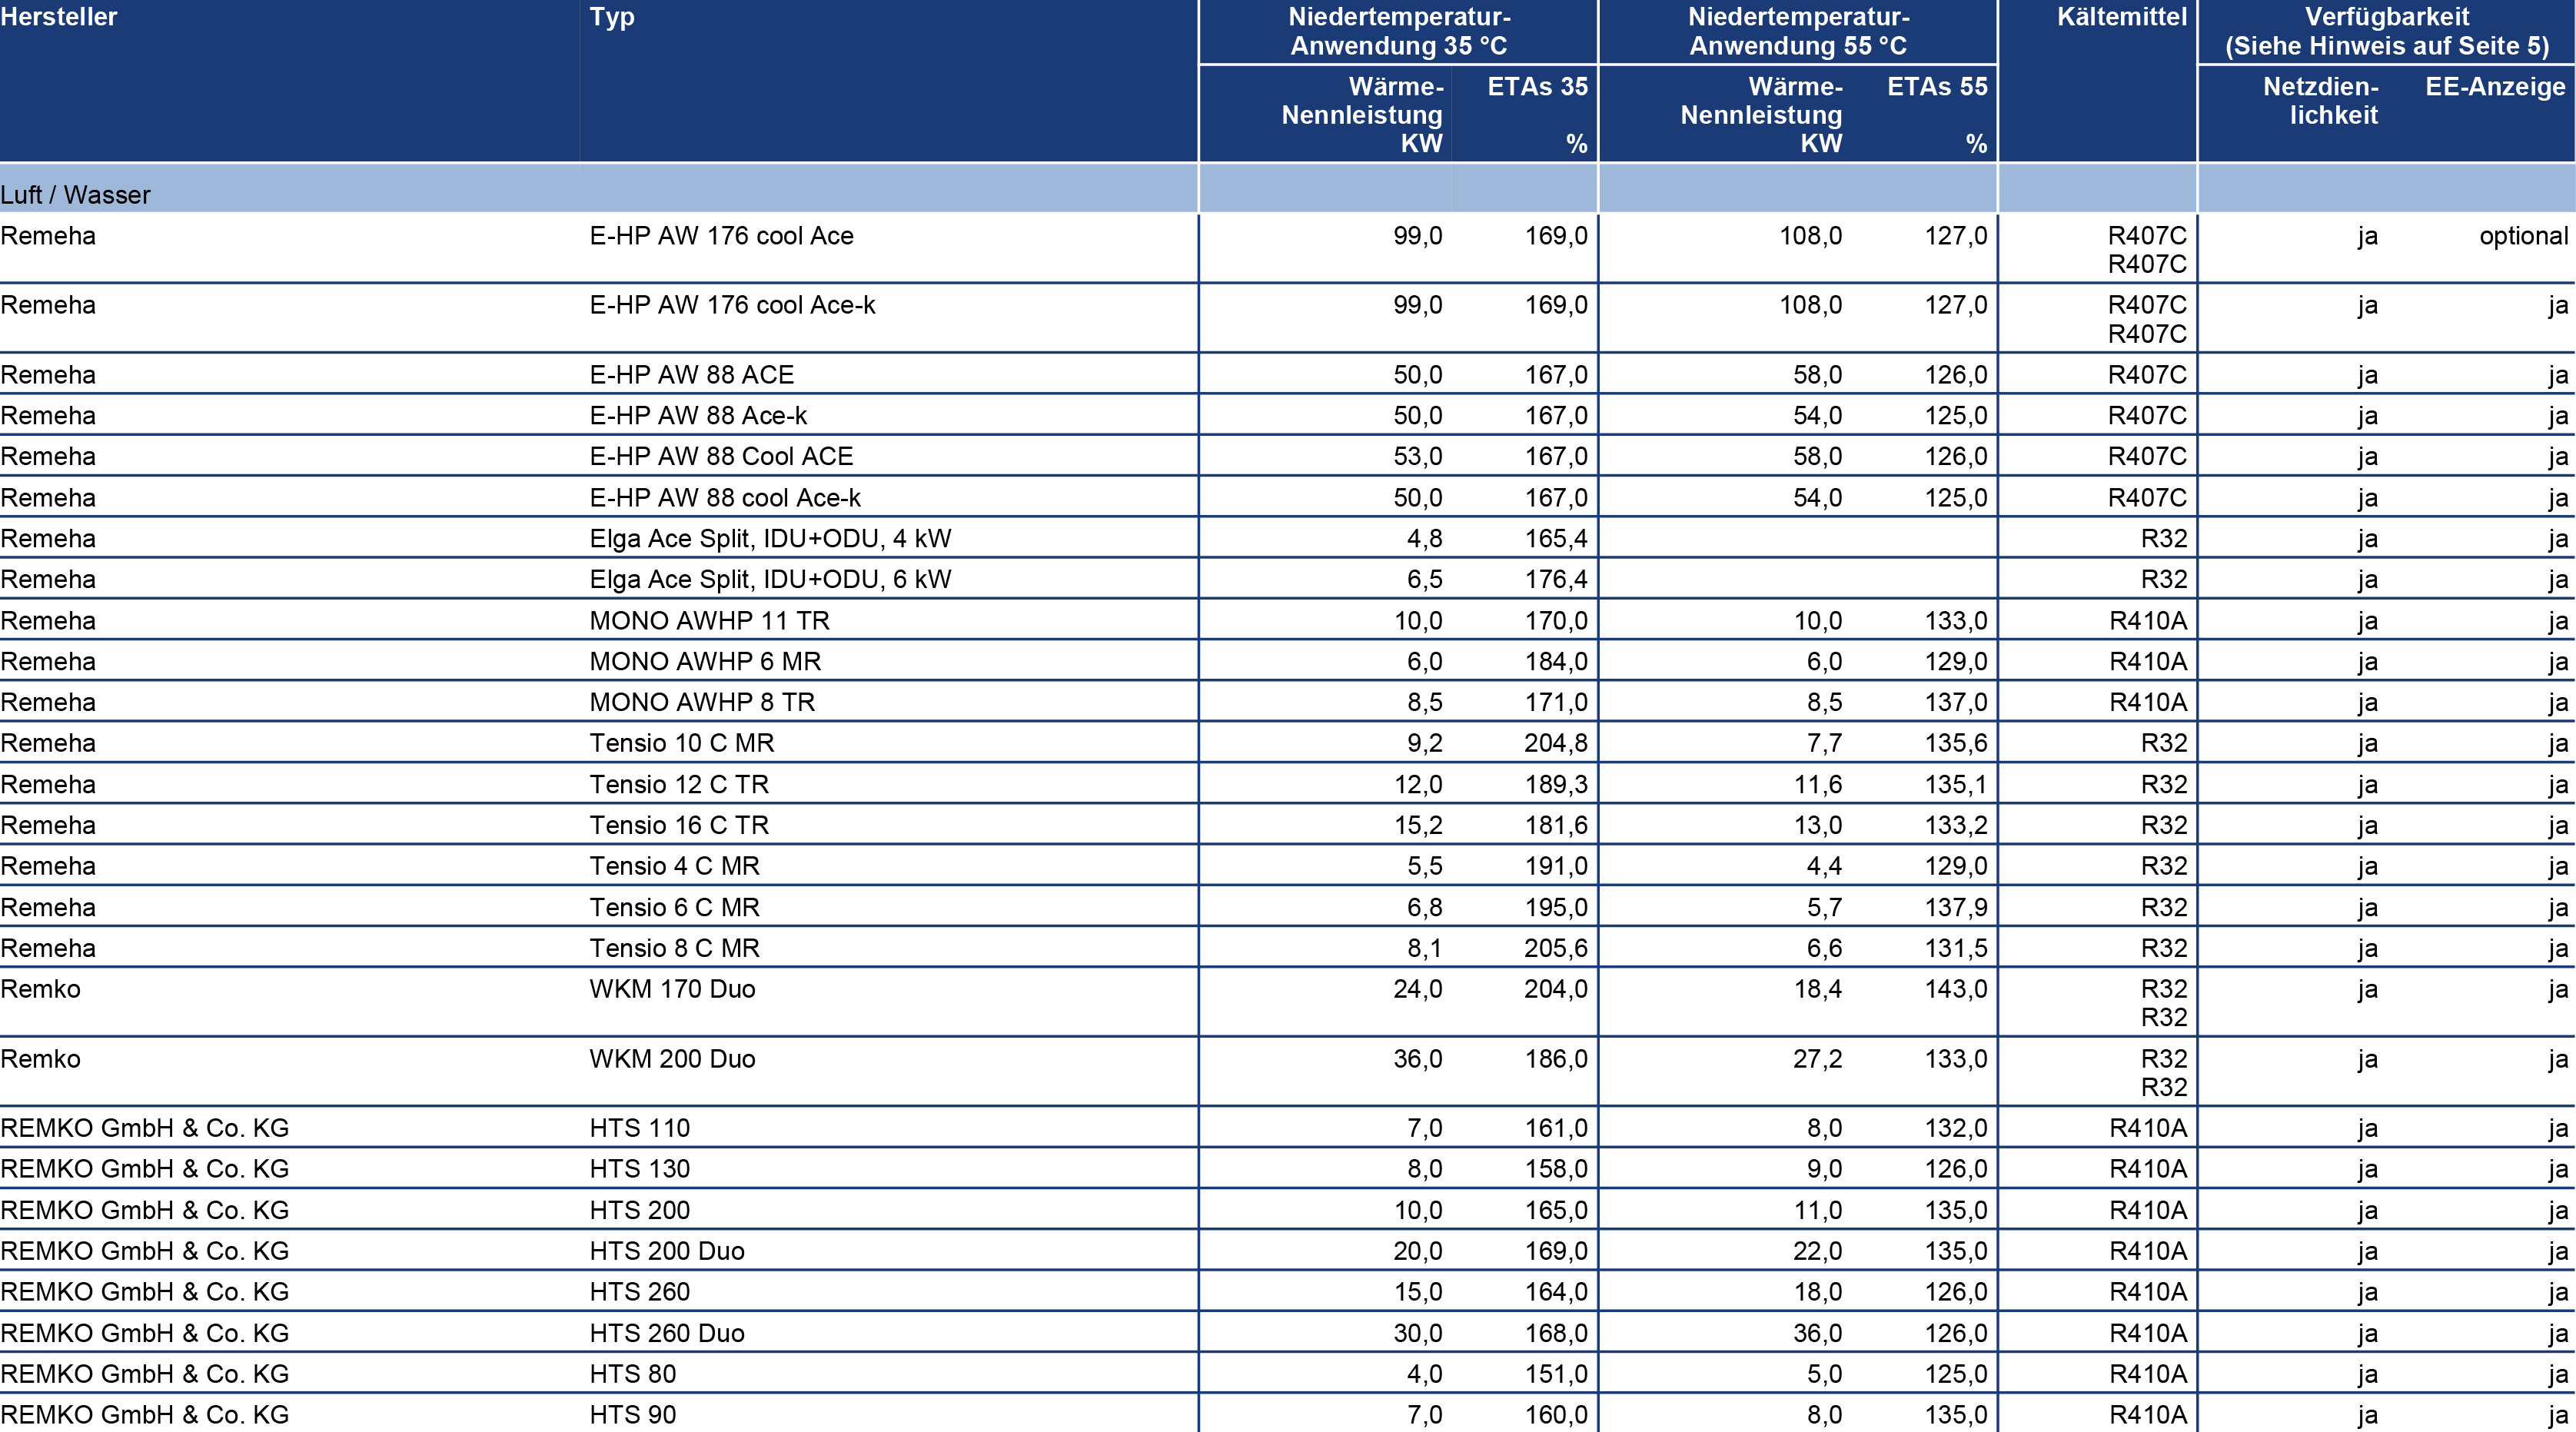 Hersteller Typ Niedertemperatur- Niedertemperatur- Kältemittel Verfügbarkeit
Anwendung 35 °C Anwendung 55 °C (Siehe Hinweis auf Seite 5)
Wärme- ETAs 35 Wärme- ETAs 55 Netzdien- EE-Anzeige
Nennleistung Nennleistung lichkeit
KW % KW %
Luft / Wasser
Remeha E-HP AW 176 cool Ace 99,0 169,0 108,0 127,0 R407C ja optional
R407C
Remeha E-HP AW 176 cool Ace-k 99,0 169,0 108,0 127,0 R407C ja ja
R407C
Remeha E-HP AW 88 ACE 50,0 167,0 58,0 126,0 R407C ja ja
Remeha E-HP AW 88 Ace-k 50,0 167,0 54,0 125,0 R407C ja ja
Remeha E-HP AW 88 Cool ACE 53,0 167,0 58,0 126,0 R407C ja ja
Remeha E-HP AW 88 cool Ace-k 50,0 167,0 54,0 125,0 R407C ja ja
Remeha Elga Ace Split, IDU+ODU, 4 kW 4,8 165,4 R32 ja ja
Remeha Elga Ace Split, IDU+ODU, 6 kW 6,5 176,4 R32 ja ja
Remeha MONO AWHP 11 TR 10,0 170,0 10,0 133,0 R410A ja ja
Remeha MONO AWHP 6 MR 6,0 184,0 6,0 129,0 R410A ja ja
Remeha MONO AWHP 8 TR 8,5 171,0 8,5 137,0 R410A ja ja
Remeha Tensio 10 C MR 9,2 204,8 7,7 135,6 R32 ja ja
Remeha Tensio 12 C TR 12,0 189,3 11,6 135,1 R32 ja ja
Remeha Tensio 16 C TR 15,2 181,6 13,0 133,2 R32 ja ja
Remeha Tensio 4 C MR 5,5 191,0 4,4 129,0 R32 ja ja
Remeha Tensio 6 C MR 6,8 195,0 5,7 137,9 R32 ja ja
Remeha Tensio 8 C MR 8,1 205,6 6,6 131,5 R32 ja ja
Remko WKM 170 Duo 24,0 204,0 18,4 143,0 R32 ja ja
R32
Remko WKM 200 Duo 36,0 186,0 27,2 133,0 R32 ja ja
R32
REMKO GmbH & Co. KG HTS 110 7,0 161,0 8,0 132,0 R410A ja ja
REMKO GmbH & Co. KG HTS 130 8,0 158,0 9,0 126,0 R410A ja ja
REMKO GmbH & Co. KG HTS 200 10,0 165,0 11,0 135,0 R410A ja ja
REMKO GmbH & Co. KG HTS 200 Duo 20,0 169,0 22,0 135,0 R410A ja ja
REMKO GmbH & Co. KG HTS 260 15,0 164,0 18,0 126,0 R410A ja ja
REMKO GmbH & Co. KG HTS 260 Duo 30,0 168,0 36,0 126,0 R410A ja ja
REMKO GmbH & Co. KG HTS 80 4,0 151,0 5,0 125,0 R410A ja ja
REMKO GmbH & Co. KG HTS 90 7,0 160,0 8,0 135,0 R410A ja ja